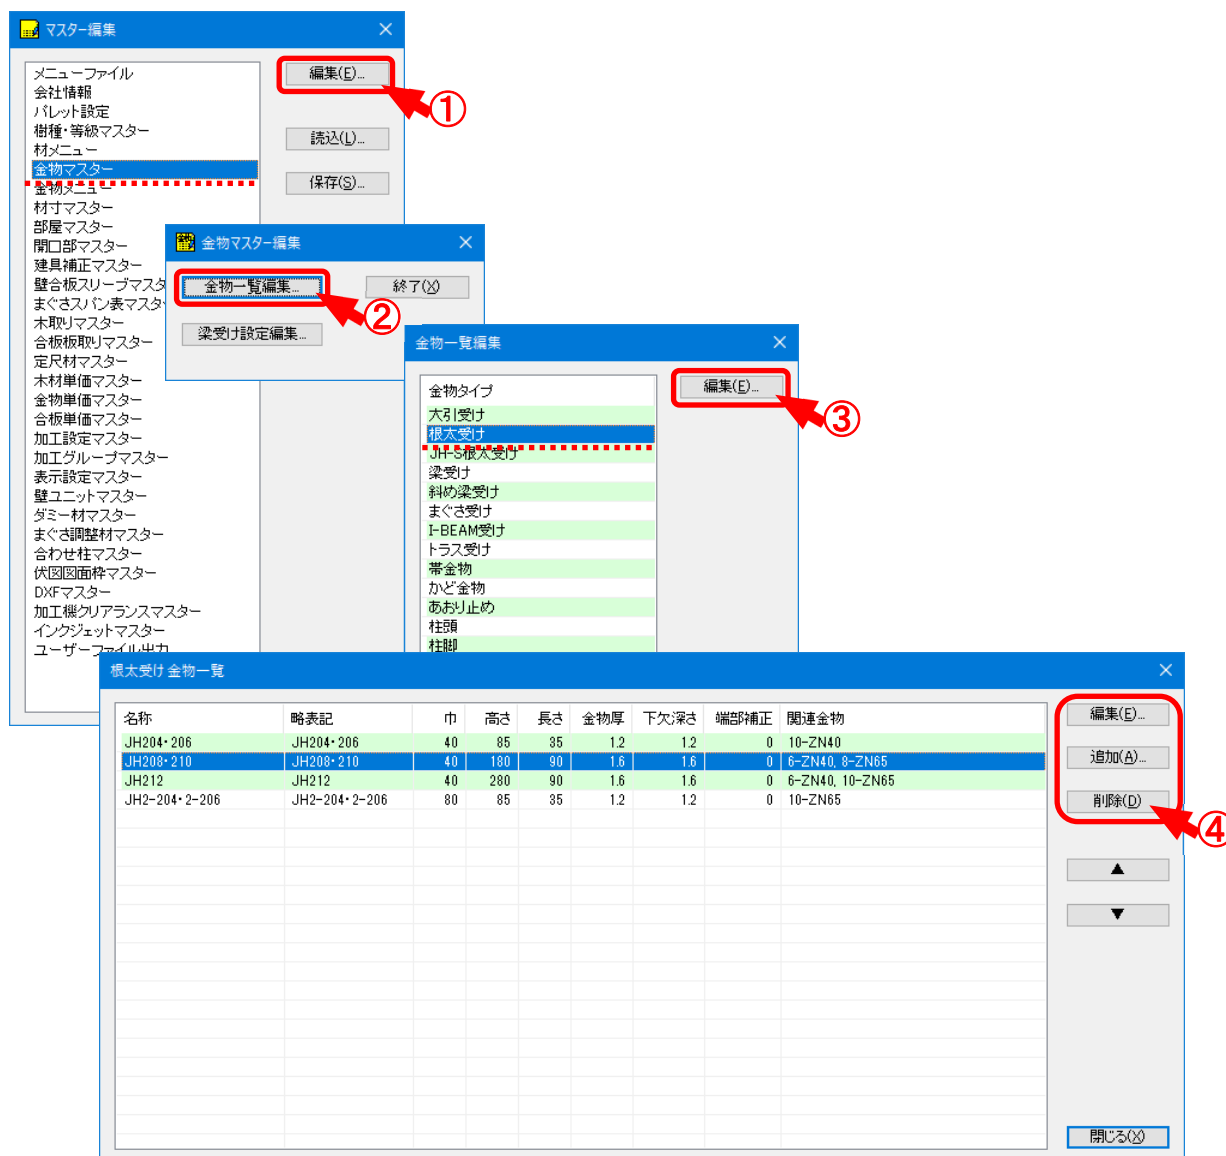 マスター編集
メニューファイル
会社情報
パレット設定
樹種・等級マスター
材メニュー
金物マスター
金物メニュー
材寸マスター
部屋マスター
開口部マスター
建具補正マスター
壁合板スリーブマスタ
まぐさスパン表マスタ
木取りマスター
合板板取りマスター
定尺材マスター
木材単価マスター
金物単価マスター
合板単価マスター
加工設定マスター
加工グループマスター
表示設定マスター
壁ユニットマスター
ダミー材マスター
まぐさ調整材マスター
合わせ柱マスター
伏図図面枠マスター
DXFマスター
加工機クリアランスマスター
インクジェットマスター
ユーザーファイル出力
編集(E)...
①
読込(L)...
保存(S)...
金物マスター編集
金物一覧編集...
終了(X)
②
梁受け設定編集...
金物一覧編集
金物タイプ
大引受け
根太受け
JH-S根太受け
梁受け
斜め梁受け
まぐさ受け
I-BEAM受け
トラス受け
帯金物
かど金物
あおり止め
柱頭
柱脚
編集(E)...
③
根太受け 金物一覧
名称 略表記 巾 高さ 長さ 金物厚 下欠深さ 端部補正 関連金物
JH204・206 JH204・206 40 85 35 1.2 1.2 0 10-ZN40
JH208・210 JH208・210 40 180 90 1.6 1.6 0 6-ZN40, 8-ZN65
JH212 JH212 40 280 90 1.6 1.6 0 6-ZN40, 10-ZN65
JH2-204・2-206 JH2-204・2-206 80 85 35 1.2 1.2 0 10-ZN65
編集(E)...
追加(A)...
削除(D)
④
▲
▼
閉じる(X)